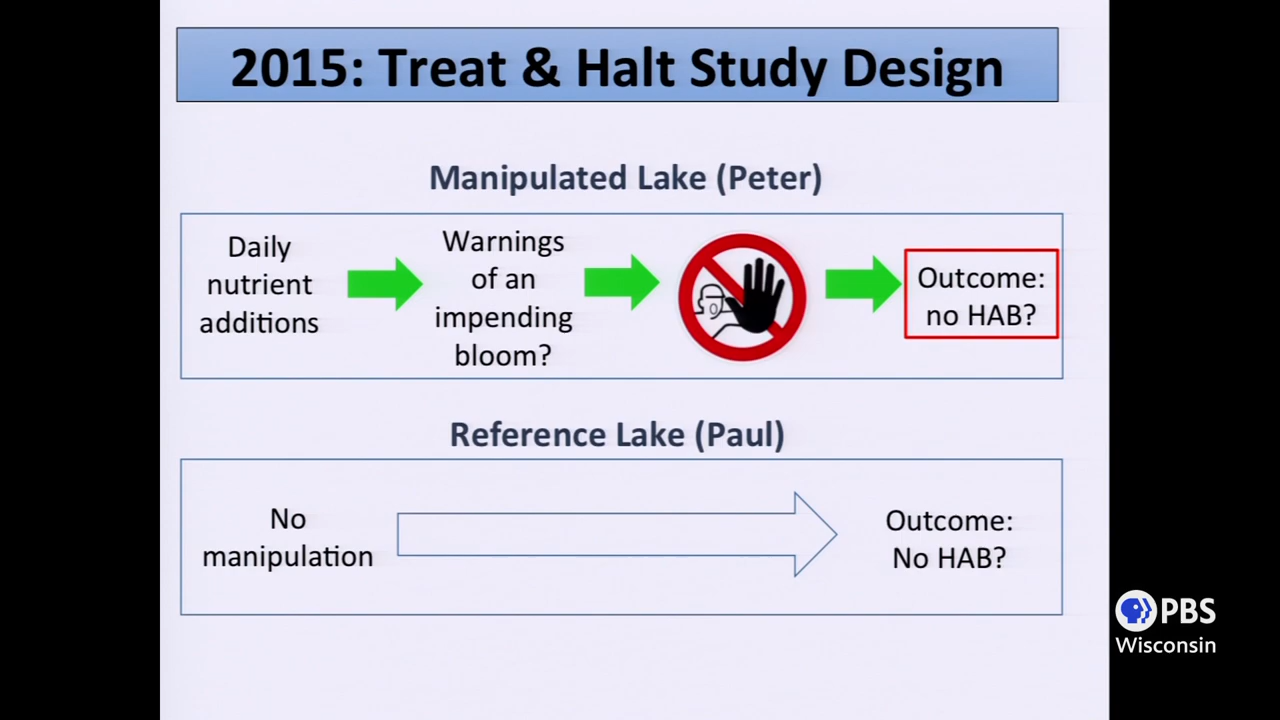 2015: Treat & Halt Study Design
Manipulated Lake (Peter)
Daily
nutrient
additions
Warnings
of an
impending
bloom?
Outcome:
no HAB?
Reference Lake (Paul)
No
manipulation
Outcome:
No HAB?
PBS
Wisconsin